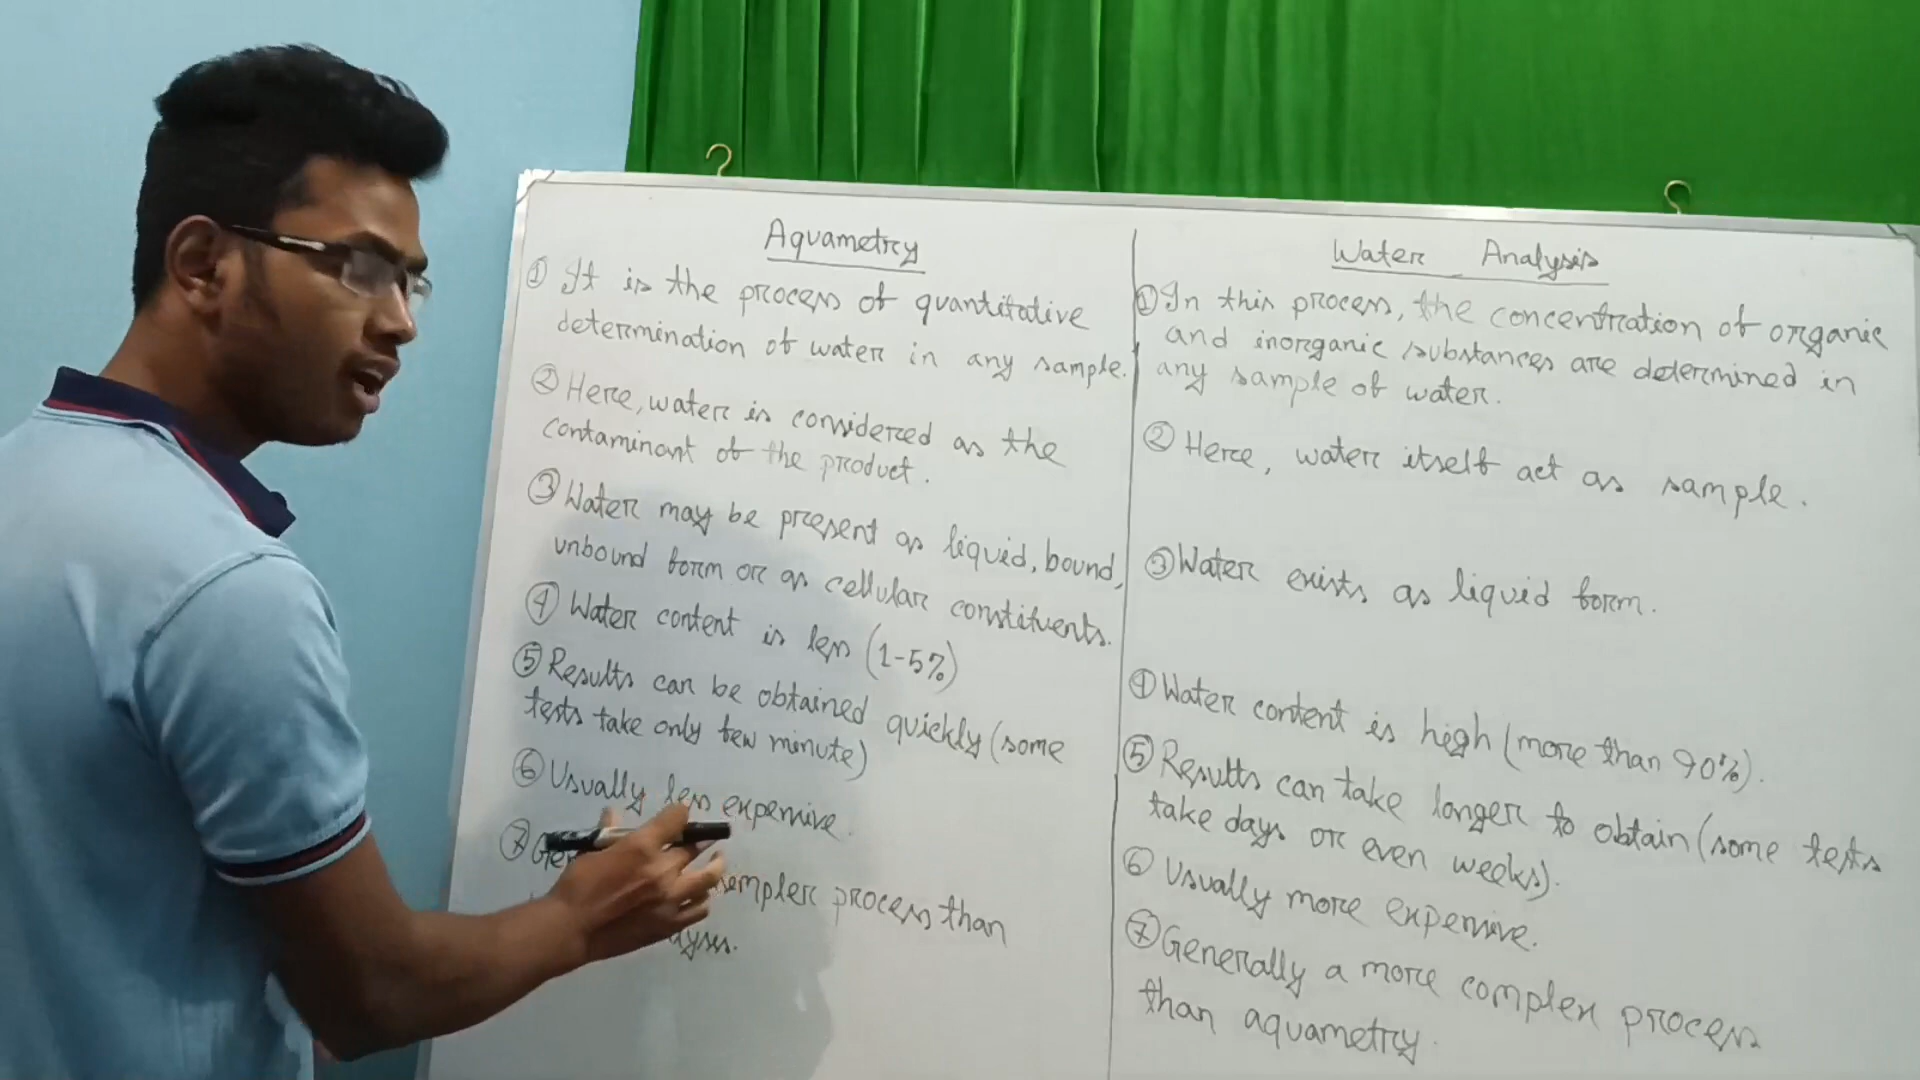 Aquametry
① It is the process of quantitative
determination of water in any sample.
② Here, water is considered as the
contaminant of the product.
③ Water may be present as liquid, bound,
unbound form or as cellular constituents.
④ Water content is less (1-5%)
⑤ Results can be obtained quickly (some
tests take only few minute)
⑥ Usually less expensive.
⑦ process than
Water Analysis
① In this process, the concentration of organic
and inorganic substances are determined in
any sample of water.
② Here, water itself act as sample.
③ Water exists as liquid form.
④ Water content is high (more than 90%).
⑤ Results can take longer to obtain (some tests
take days or even weeks).
⑥ Usually more expensive.
⑦ Generally a more complex process
than aquametry.